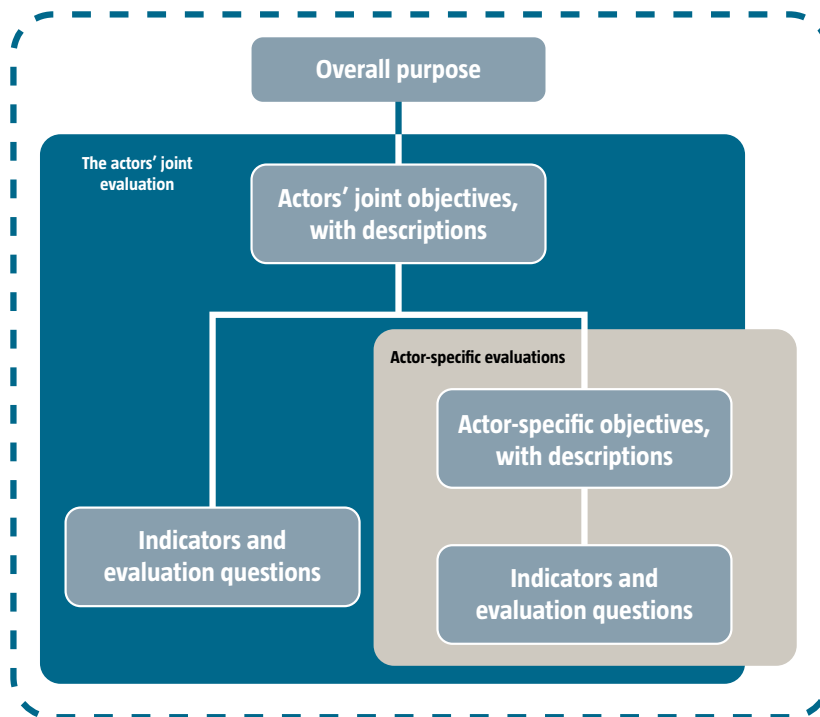 Overall purpose
The actors’ joint
evaluation
Actors’ joint objectives,
with descriptions
Actor-specific evaluations
Actor-specific objectives,
with descriptions
Indicators and
evaluation questions
Indicators and
evaluation questions